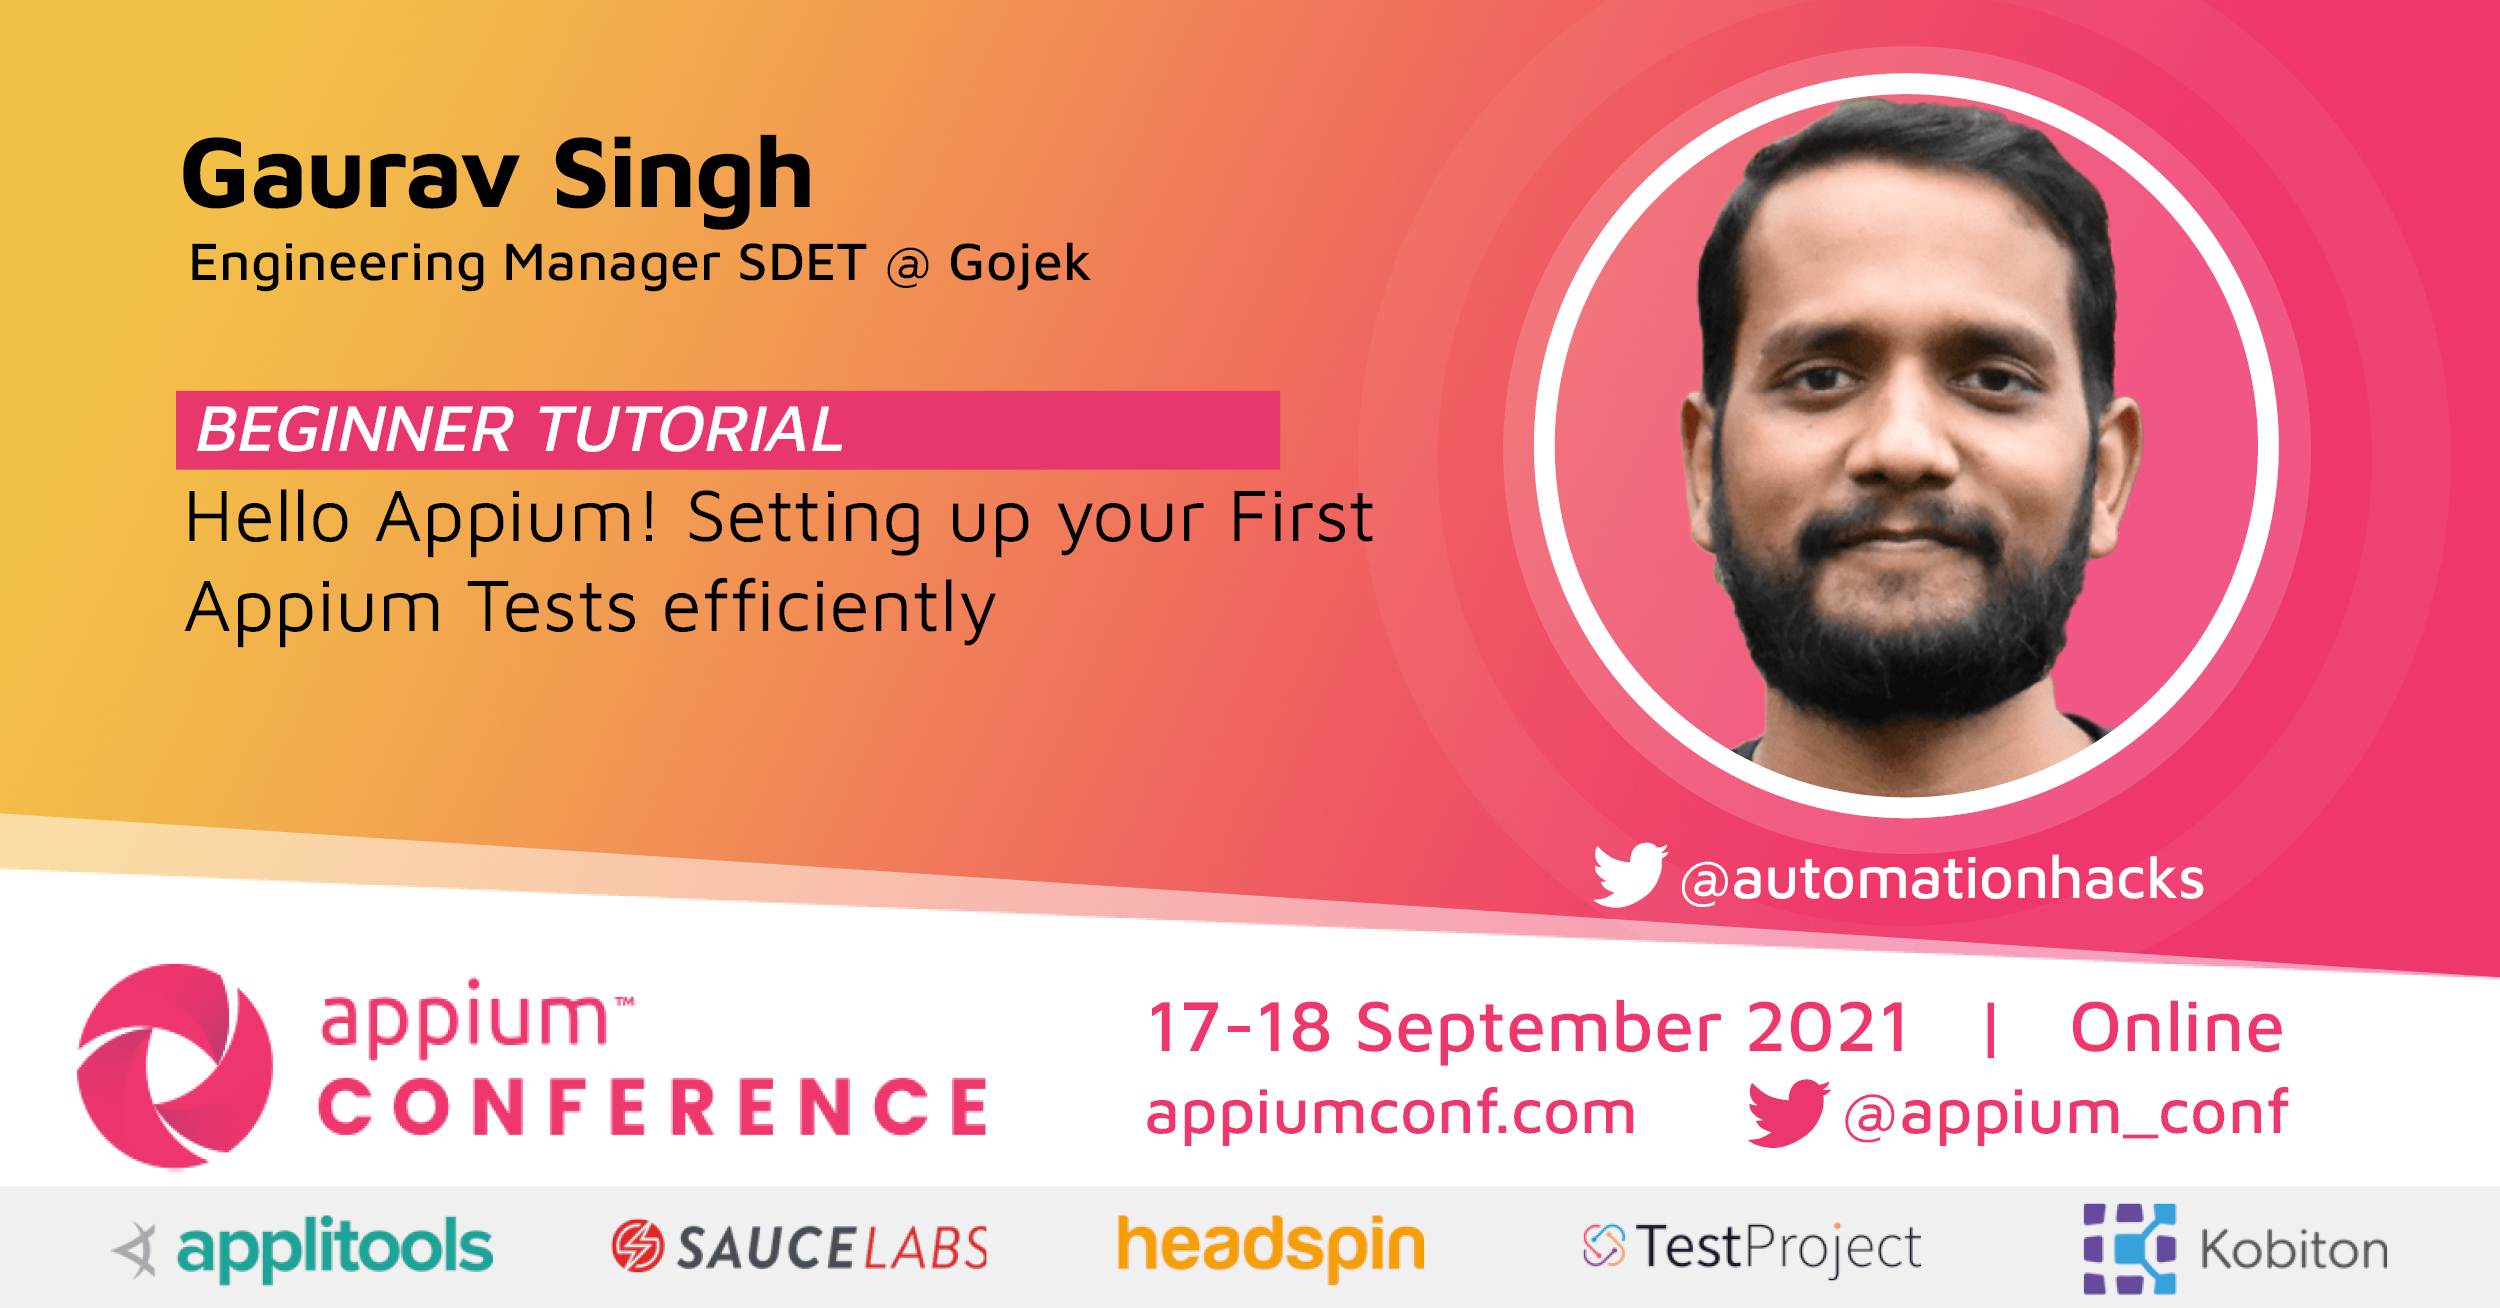 Gaurav Singh
Engineering Manager SDET @ Gojek
BEGINNER TUTORIAL
Hello Appium! Setting up your First
Appium Tests efficiently
@automationhacks
appium™
CONFERENCE
17-18 September 2021 | Online
appiumconf.com @appium_conf
applitools SAUCELABS headspin TestProject Kobiton